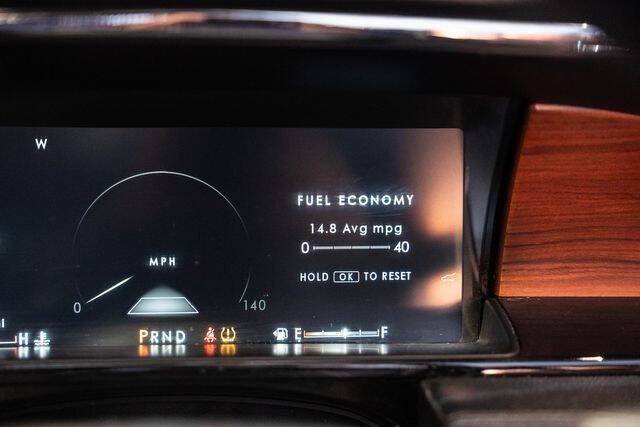 W
FUEL ECONOMY
14.8 Avg mpg
0 40
HOLD OK TO RESET
MPH
0 140
H PRND E F